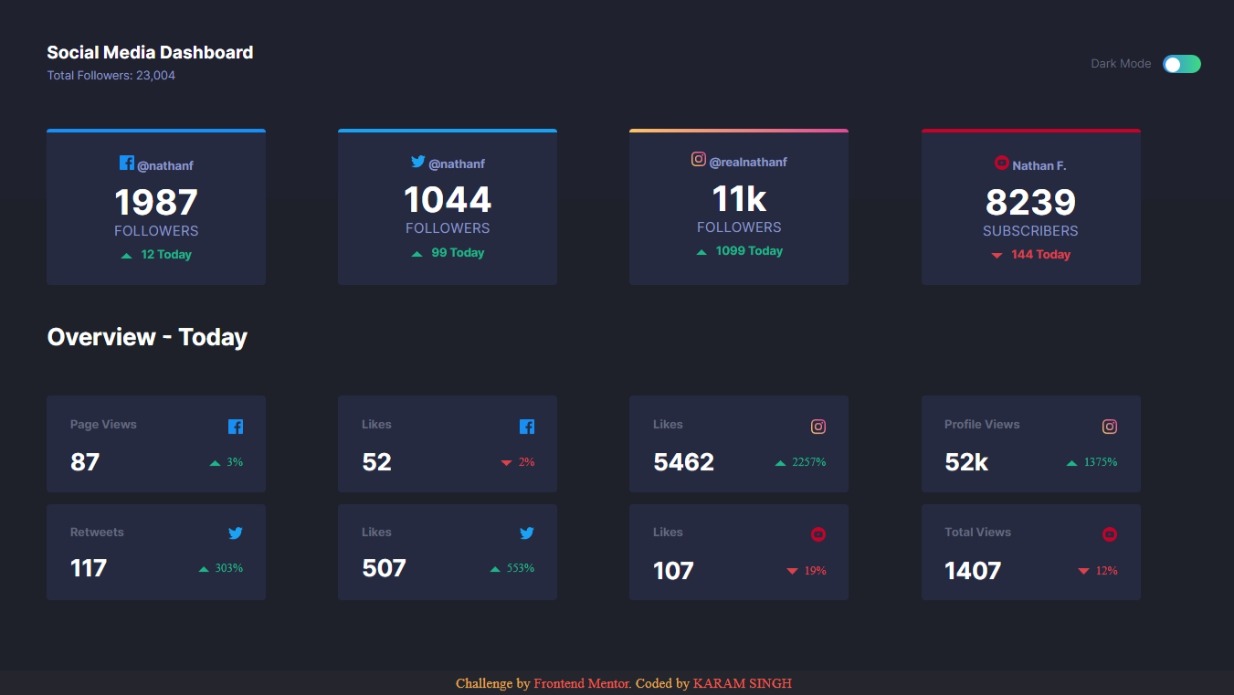 Social Media Dashboard
Total Followers: 23,004
Dark Mode
@nathanf
1987
FOLLOWERS
12 Today
@nathanf
1044
FOLLOWERS
99 Today
@realnathanf
11k
FOLLOWERS
1099 Today
Nathan F.
8239
SUBSCRIBERS
144 Today
Overview - Today
Page Views
87
3%
Likes
52
2%
Likes
5462
2257%
Profile Views
52k
1375%
Retweets
117
303%
Likes
507
553%
Likes
107
19%
Total Views
1407
12%
Challenge by Frontend Mentor. Coded by KARAM SINGH